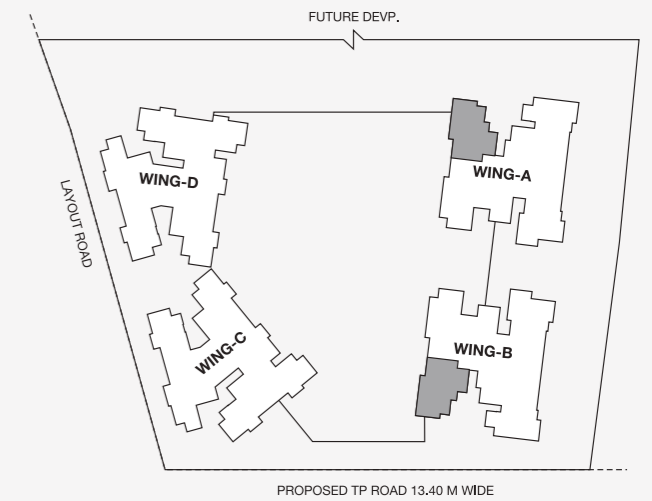 FUTURE DEVP.
WING-D
WING-A
LAYOUT ROAD
WING-C
WING-B
PROPOSED TP ROAD 13.40 M WIDE